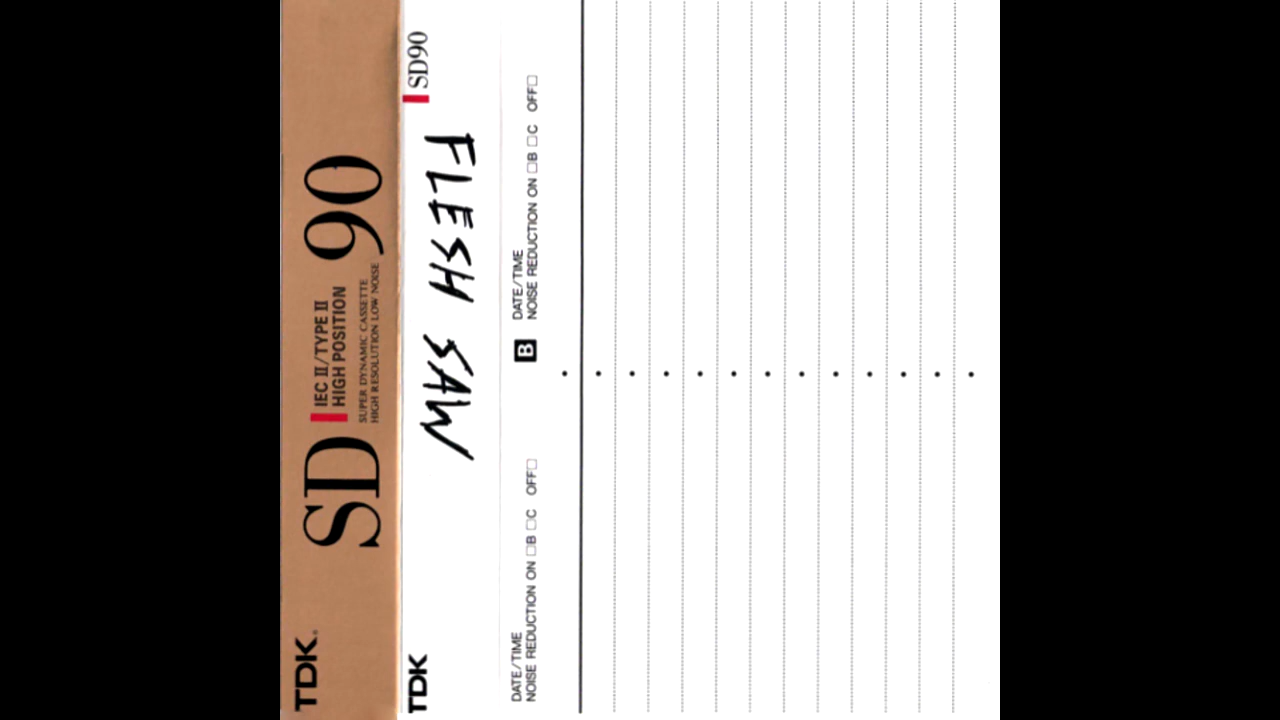 TDK® SD IEC II/TYPE II 90
HIGH POSITION
SUPER DYNAMIC CASSETTE
HIGH RESOLUTION LOW NOISE
TDK SD90
FLESH SAW
DATE/TIME
NOISE REDUCTION ON □B □C OFF□
B DATE/TIME
NOISE REDUCTION ON □B □C OFF□